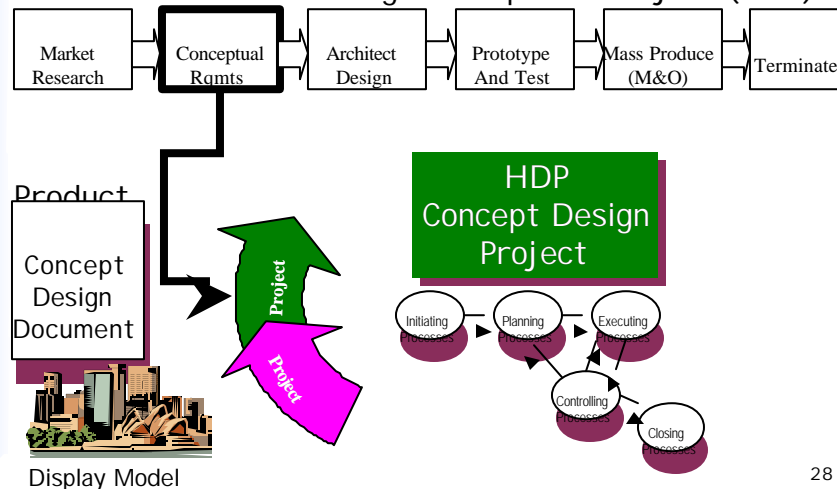 Market
Research
Conceptual
Rqmts
Architect
Design
Prototype
And Test
Mass Produce
(M&O)
Terminate
Product
Concept
Design
Document
Display Model
Project
Project
HDP
Concept Design
Project
Initiating
Processes
Planning
Processes
Executing
Processes
Controlling
Processes
Closing
Processes
28